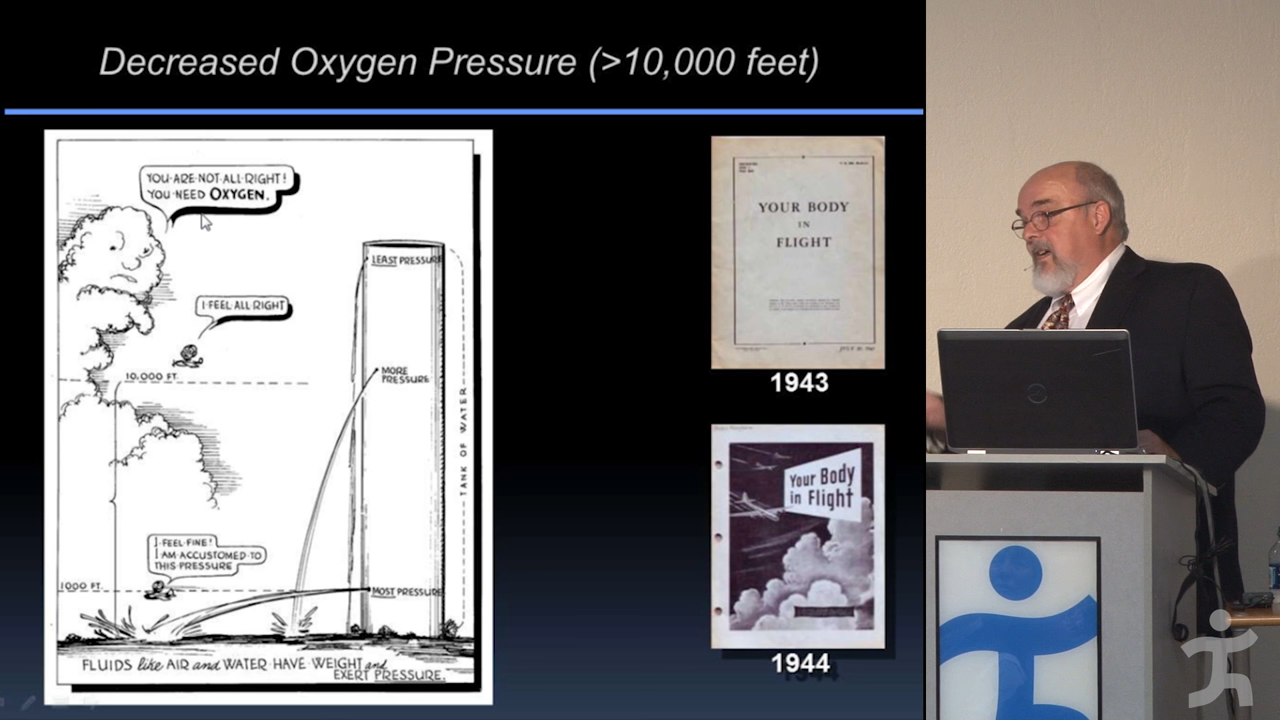 Decreased Oxygen Pressure (>10,000 feet)
YOU·ARE·NOT·ALL·RIGHT!
YOU·NEED OXYGEN.
LEAST PRESSURE
I·FEEL ALL RIGHT
MORE
PRESSURE
10,000 FT.
TANK OF WATER
I·FEEL·FINE!
I AM·ACCUSTOMED·TO
THIS PRESSURE
1000 FT.
MOST PRESSURE
FLUIDS like AIR and WATER·HAVE·WEIGHT and
EXERT PRESSURE.
YOUR BODY
IN
FLIGHT
1943
Your Body
in Flight
1944